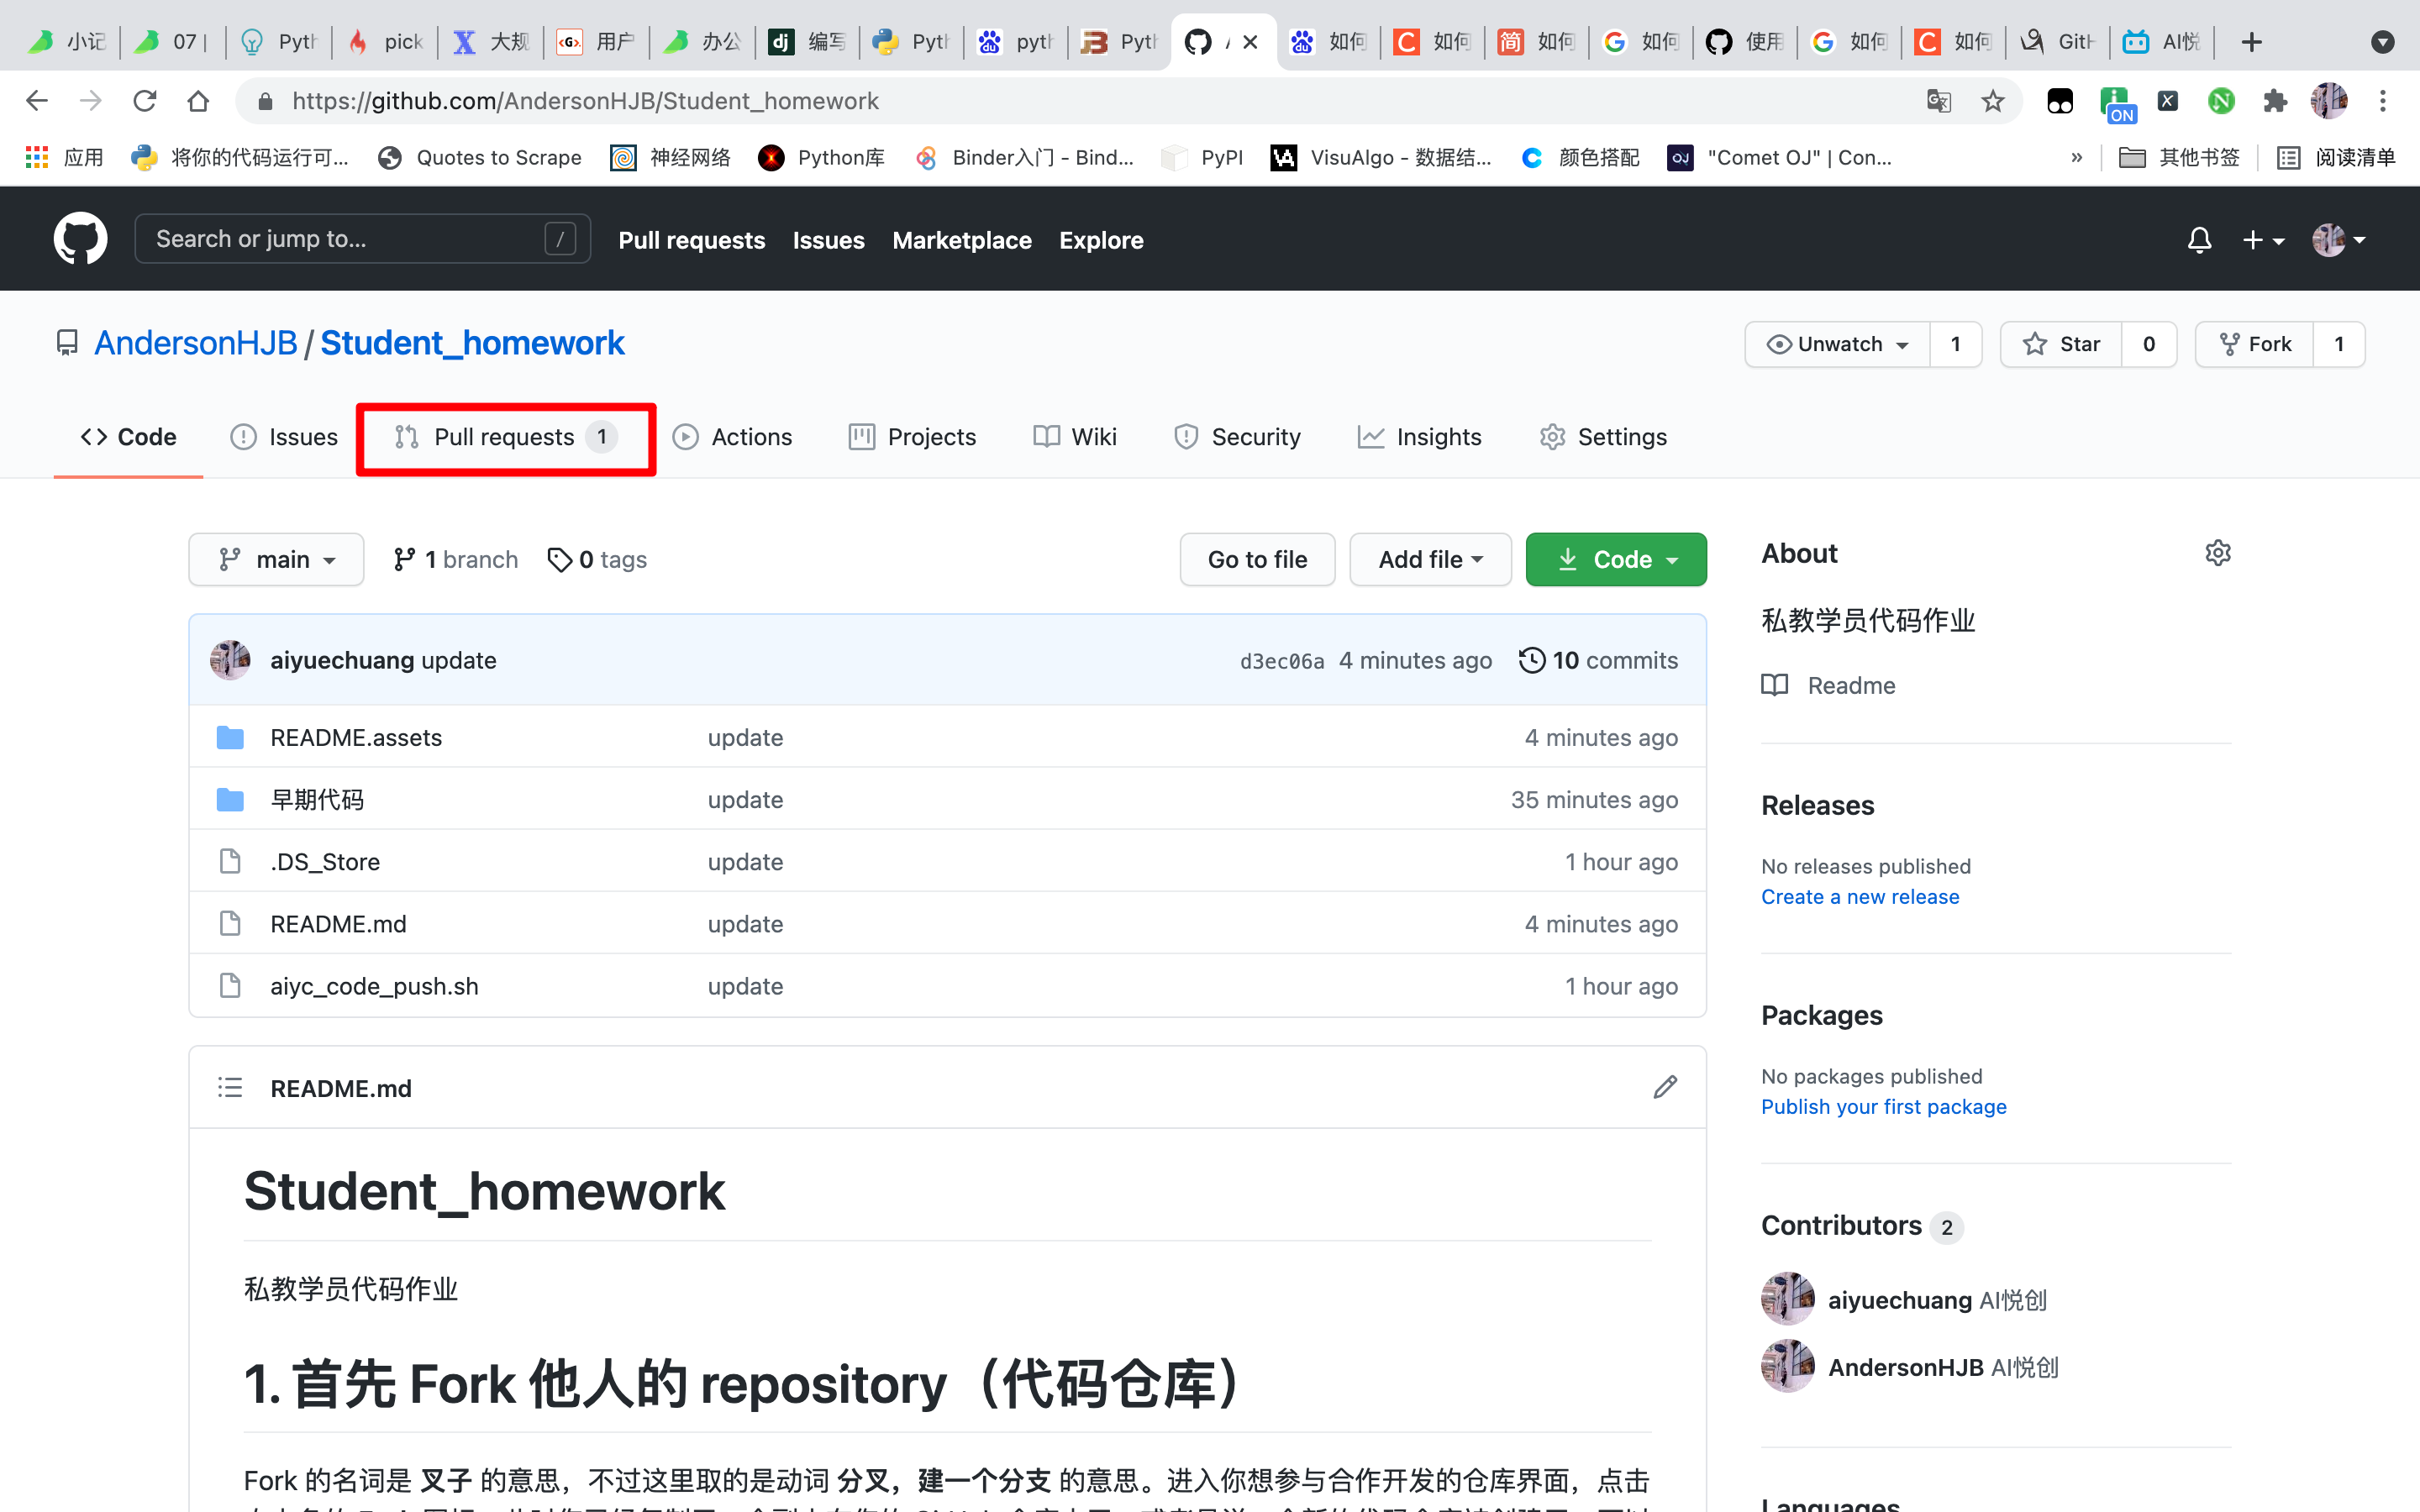 小记 07 | Pyth pick 大规 用户 办公 编写 Pyth pyth Pyth 如何 如何 如何 如何 使用 如何 如何 GitH AI悦
https://github.com/AndersonHJB/Student_homework ON
应用 将你的代码运行可... Quotes to Scrape 神经网络 Python库 Binder入门 - Bind... PyPI VisuAlgo - 数据结... 颜色搭配 "Comet OJ" | Con... » 其他书签 阅读清单
Search or jump to... / Pull requests Issues Marketplace Explore
AndersonHJB / Student_homework Unwatch 1 Star 0 Fork 1
Code Issues Pull requests 1 Actions Projects Wiki Security Insights Settings
main 1 branch 0 tags Go to file Add file Code
aiyuechuang update d3ec06a 4 minutes ago 10 commits
README.assets update 4 minutes ago
早期代码 update 35 minutes ago
.DS_Store update 1 hour ago
README.md update 4 minutes ago
aiyc_code_push.sh update 1 hour ago
README.md
Student_homework
私教学员代码作业
1. 首先 Fork 他人的 repository（代码仓库）
Fork 的名词是 叉子 的意思，不过这里取的是动词 分叉，建一个分支 的意思。进入你想参与合作开发的仓库界面，点击
About
私教学员代码作业
Readme
Releases
No releases published
Create a new release
Packages
No packages published
Publish your first package
Contributors 2
aiyuechuang AI悦创
AndersonHJB AI悦创
Languages